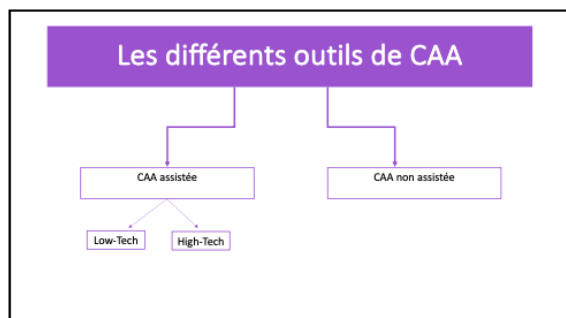 Les différents outils de CAA
CAA assistée
CAA non assistée
Low-Tech
High-Tech